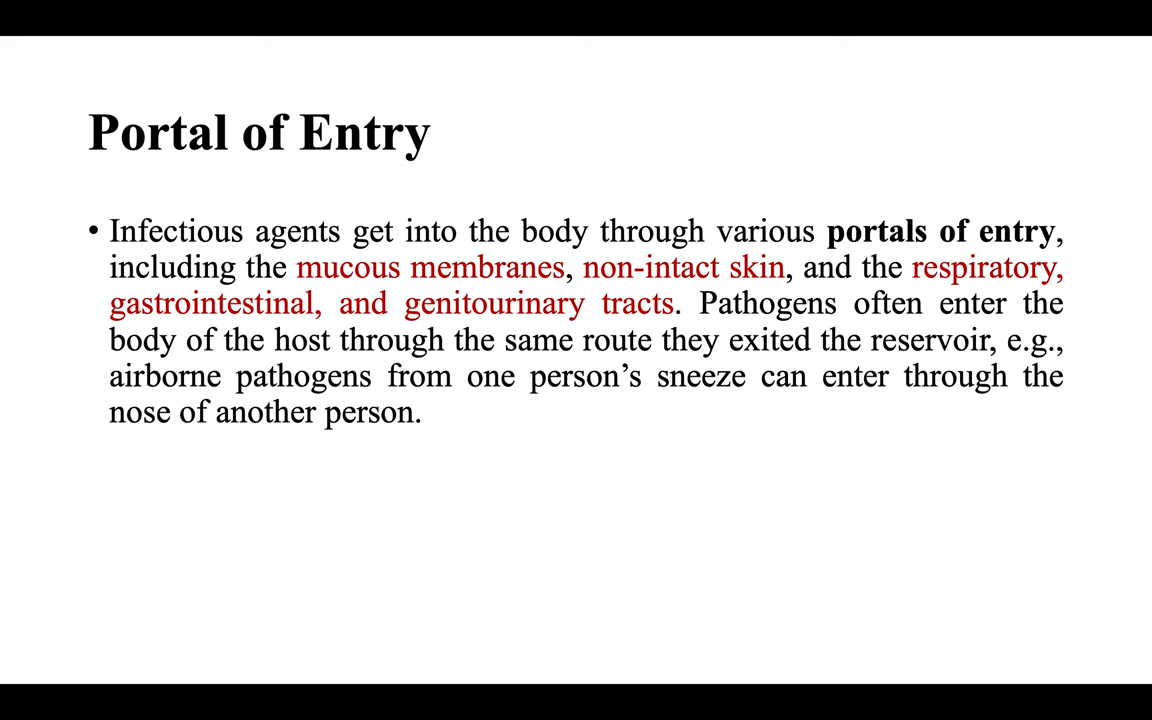 Portal of Entry
• Infectious agents get into the body through various portals of entry,
including the mucous membranes, non-intact skin, and the respiratory,
gastrointestinal, and genitourinary tracts. Pathogens often enter the
body of the host through the same route they exited the reservoir, e.g.,
airborne pathogens from one person’s sneeze can enter through the
nose of another person.